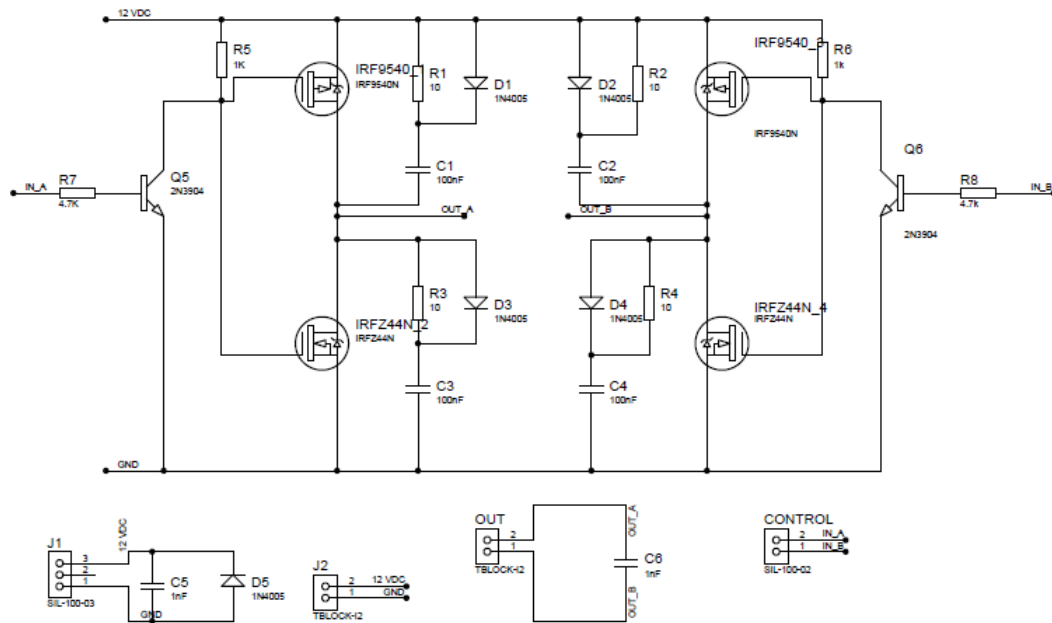 12 VDC
R5
1K
IRF9540_
IRF9540N
R1
10
D1
1N4005
D2
1N4005
R2
10
IRF9540_3
IRF9540N
R6
1k
C1
100nF
C2
100nF
Q5
2N3904
IN_A
R7
4.7K
Q6
2N3904
R8
4.7k
IN_B
OUT_A
OUT_B
R3
10
D3
1N4005
D4
1N4005
R4
10
IRFZ44N_2
IRFZ44N
IRFZ44N_4
IRFZ44N
C3
100nF
C4
100nF
GND
J1
3
2
1
SIL-100-03
12 VDC
C5
1nF
GND
D5
1N4005
J2
2
1
12 VDC
GND
TBLOCK-I2
OUT
2
1
TBLOCK-I2
OUT_A
C6
1nF
OUT_B
CONTROL
2
1
IN_A
IN_B
SIL-100-02